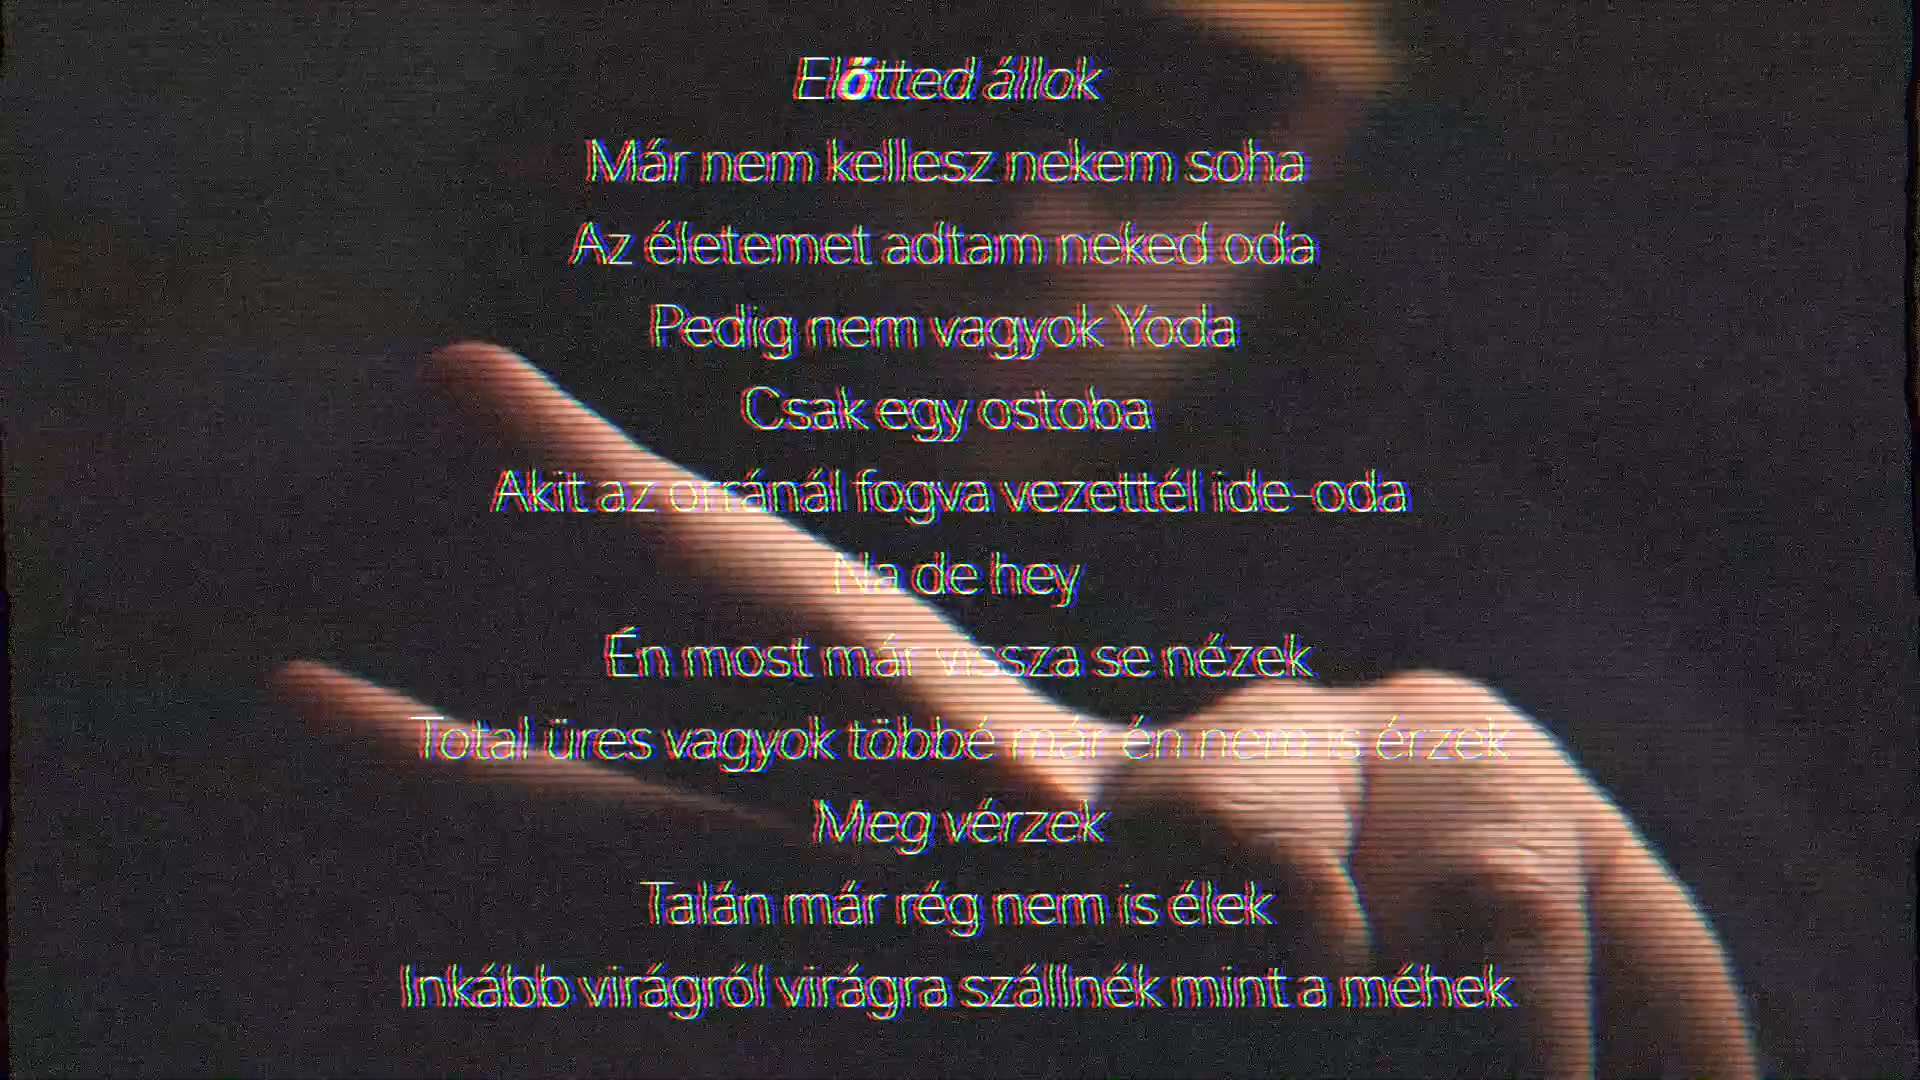 Előtted állok
Már nem kellesz nekem soha
Az életemet adtam neked oda
Pedig nem vagyok Yoda
Csak egy ostoba
Akit az orránál fogva vezettél ide-oda
Na de hey
Én most már vissza se nézek
Total üres vagyok többé már én nem is érzek
Meg vérzek
Talán már rég nem is élek
Inkább virágról virágra szállnék mint a méhek